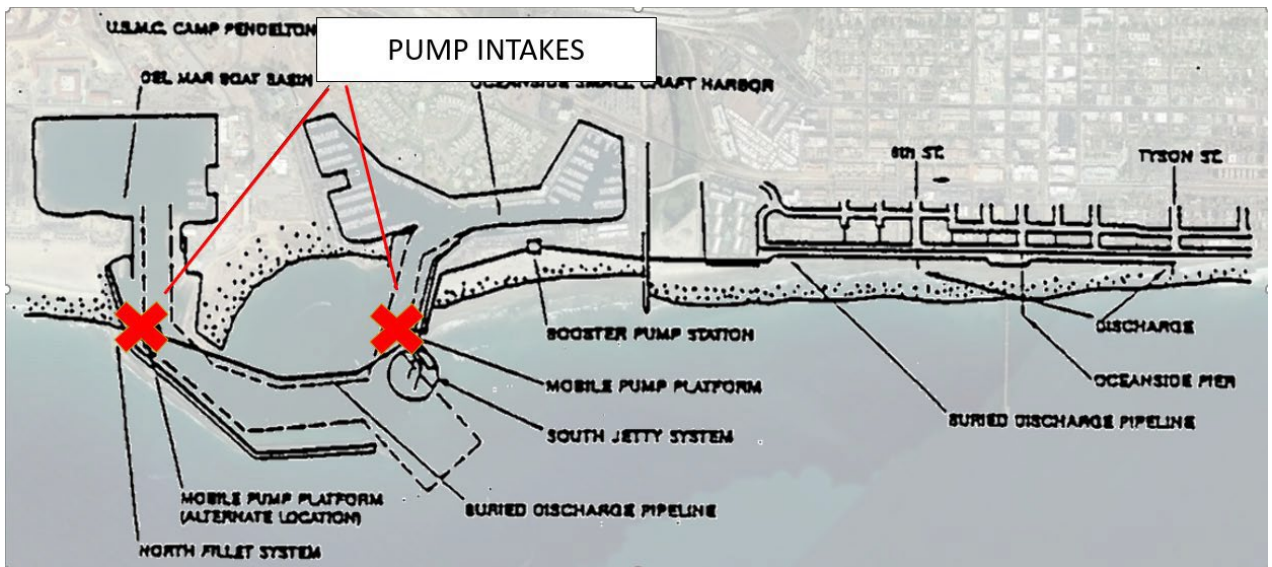 U.S.M.C. CAMP PENDELTON
PUMP INTAKES
DEL MAR BOAT BASIN
OCEANSIDE SMALL CRAFT HARBOR
6th ST.
TYSON ST.
BOOSTER PUMP STATION
DISCHARGE
MOBILE PUMP PLATFORM
OCEANSIDE PIER
SOUTH JETTY SYSTEM
BURIED DISCHARGE PIPELINE
MOBILE PUMP PLATFORM
(ALTERNATE LOCATION)
BURIED DISCHARGE PIPELINE
NORTH FILLET SYSTEM